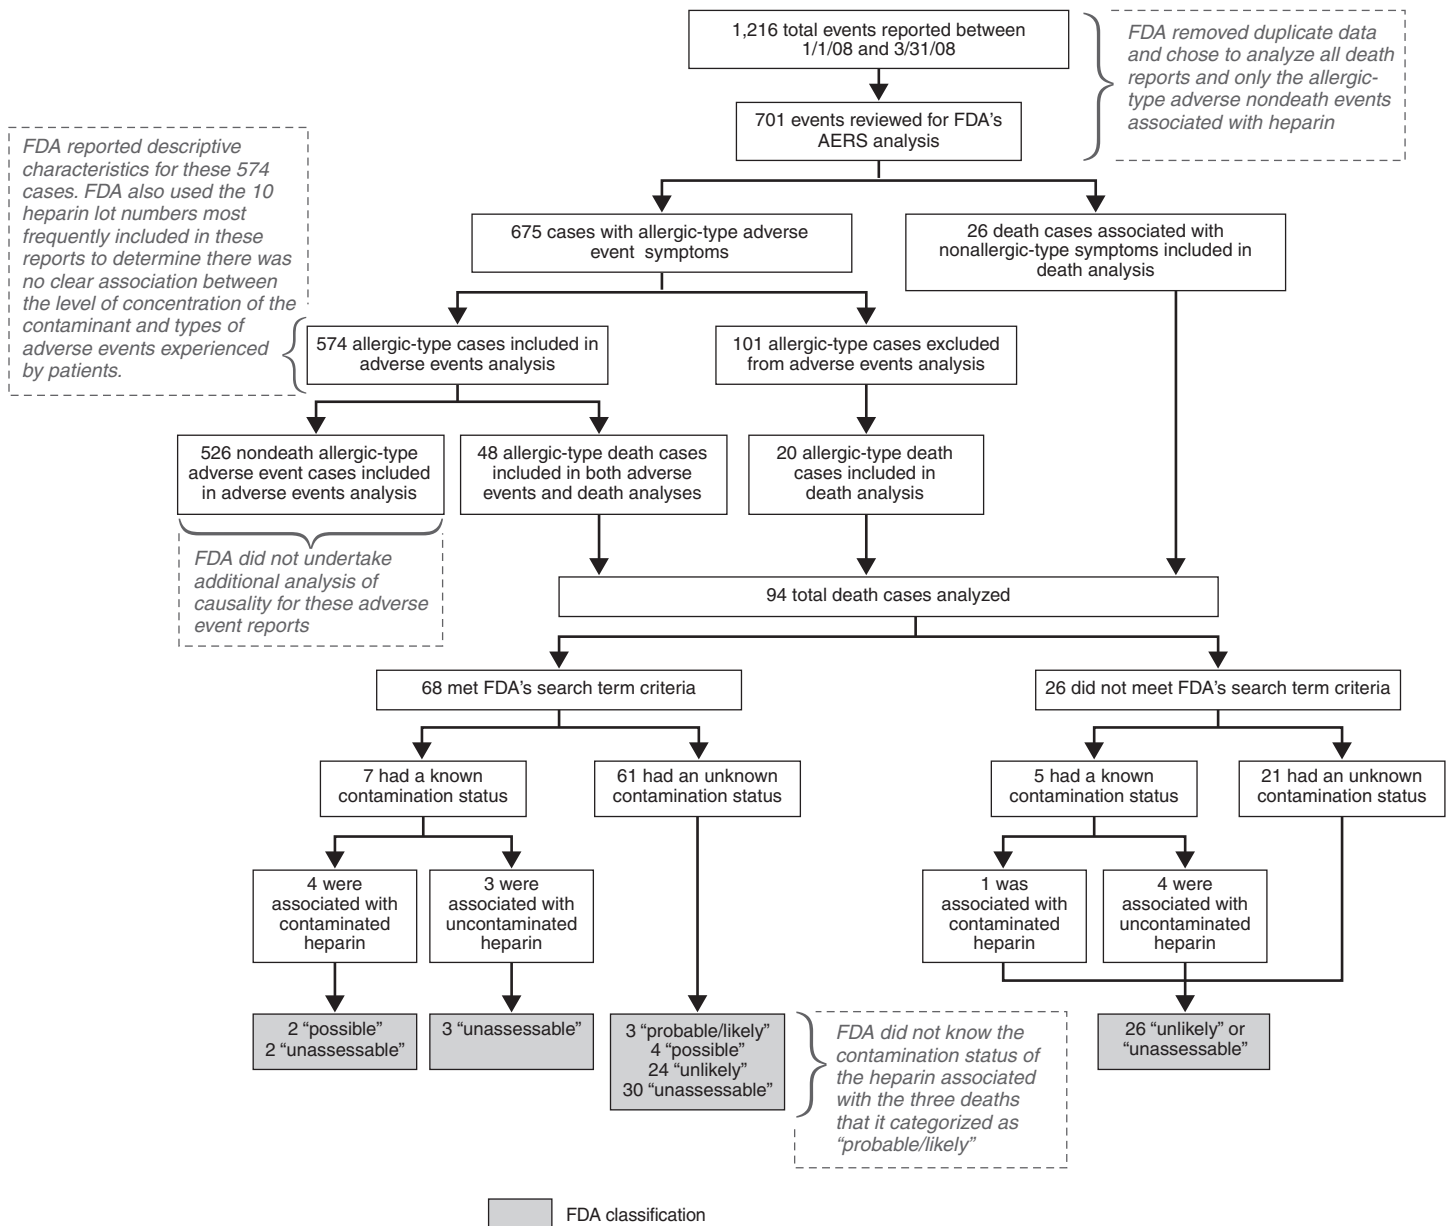 1,216 total events reported between
1/1/08 and 3/31/08
FDA removed duplicate data
and chose to analyze all death
reports and only the allergic-
type adverse nondeath events
associated with heparin
701 events reviewed for FDA's
AERS analysis
FDA reported descriptive
characteristics for these 574
cases. FDA also used the 10
heparin lot numbers most
frequently included in these
reports to determine there was
no clear association between
the level of concentration of the
contaminant and types of
adverse events experienced
by patients.
675 cases with allergic-type adverse
event symptoms
26 death cases associated with
nonallergic-type symptoms included in
death analysis
574 allergic-type cases included in
adverse events analysis
101 allergic-type cases excluded
from adverse events analysis
526 nondeath allergic-type
adverse event cases included
in adverse events analysis
48 allergic-type death cases
included in both adverse
events and death analyses
20 allergic-type death
cases included in
death analysis
FDA did not undertake
additional analysis of
causality for these adverse
event reports
94 total death cases analyzed
68 met FDA's search term criteria
26 did not meet FDA's search term criteria
7 had a known
contamination status
61 had an unknown
contamination status
5 had a known
contamination status
21 had an unknown
contamination status
4 were
associated with
contaminated
heparin
3 were
associated with
uncontaminated
heparin
1 was
associated with
contaminated
heparin
4 were
associated with
uncontaminated
heparin
2 “possible”
2 “unassessable”
3 “unassessable”
3 “probable/likely”
4 “possible”
24 “unlikely”
30 “unassessable”
FDA did not know the
contamination status of
the heparin associated
with the three deaths
that it categorized as
“probable/likely”
26 “unlikely” or
“unassessable”
FDA classification